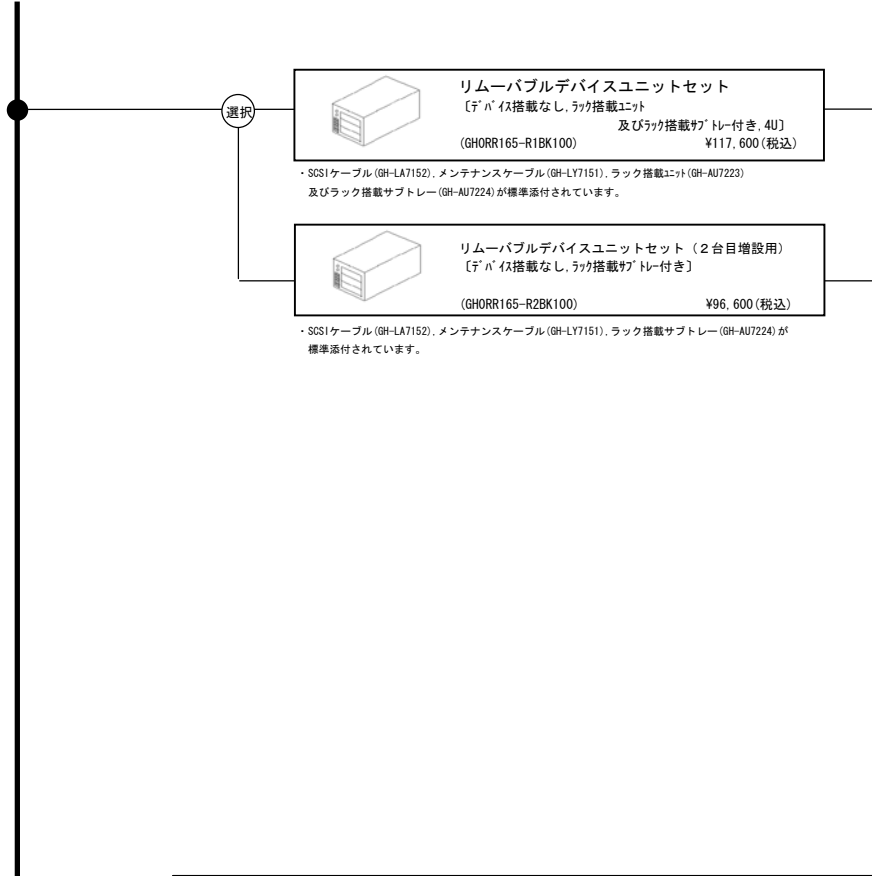 リムーバブルデバイスユニットセット
〔ﾃﾞﾊﾞｲｽ搭載なし,ﾗｯｸ搭載ﾕﾆｯﾄ
選択
及びﾗｯｸ搭載ｻﾌﾞﾄﾚｰ付き,4U〕
(GHORR165-R1BK100) ¥117,600(税込)
・SCSIケーブル(GH-LA7152),メンテナンスケーブル(GH-LY7151),ラック搭載ﾕﾆｯﾄ(GH-AU7223)
及びラック搭載サブトレー(GH-AU7224)が標準添付されています。
リムーバブルデバイスユニットセット（２台目増設用）
〔ﾃﾞﾊﾞｲｽ搭載なし,ﾗｯｸ搭載ｻﾌﾞﾄﾚｰ付き〕
(GHORR165-R2BK100) ¥96,600(税込)
・SCSIケーブル(GH-LA7152),メンテナンスケーブル(GH-LY7151),ラック搭載サブトレー(GH-AU7224)が
標準添付されています。